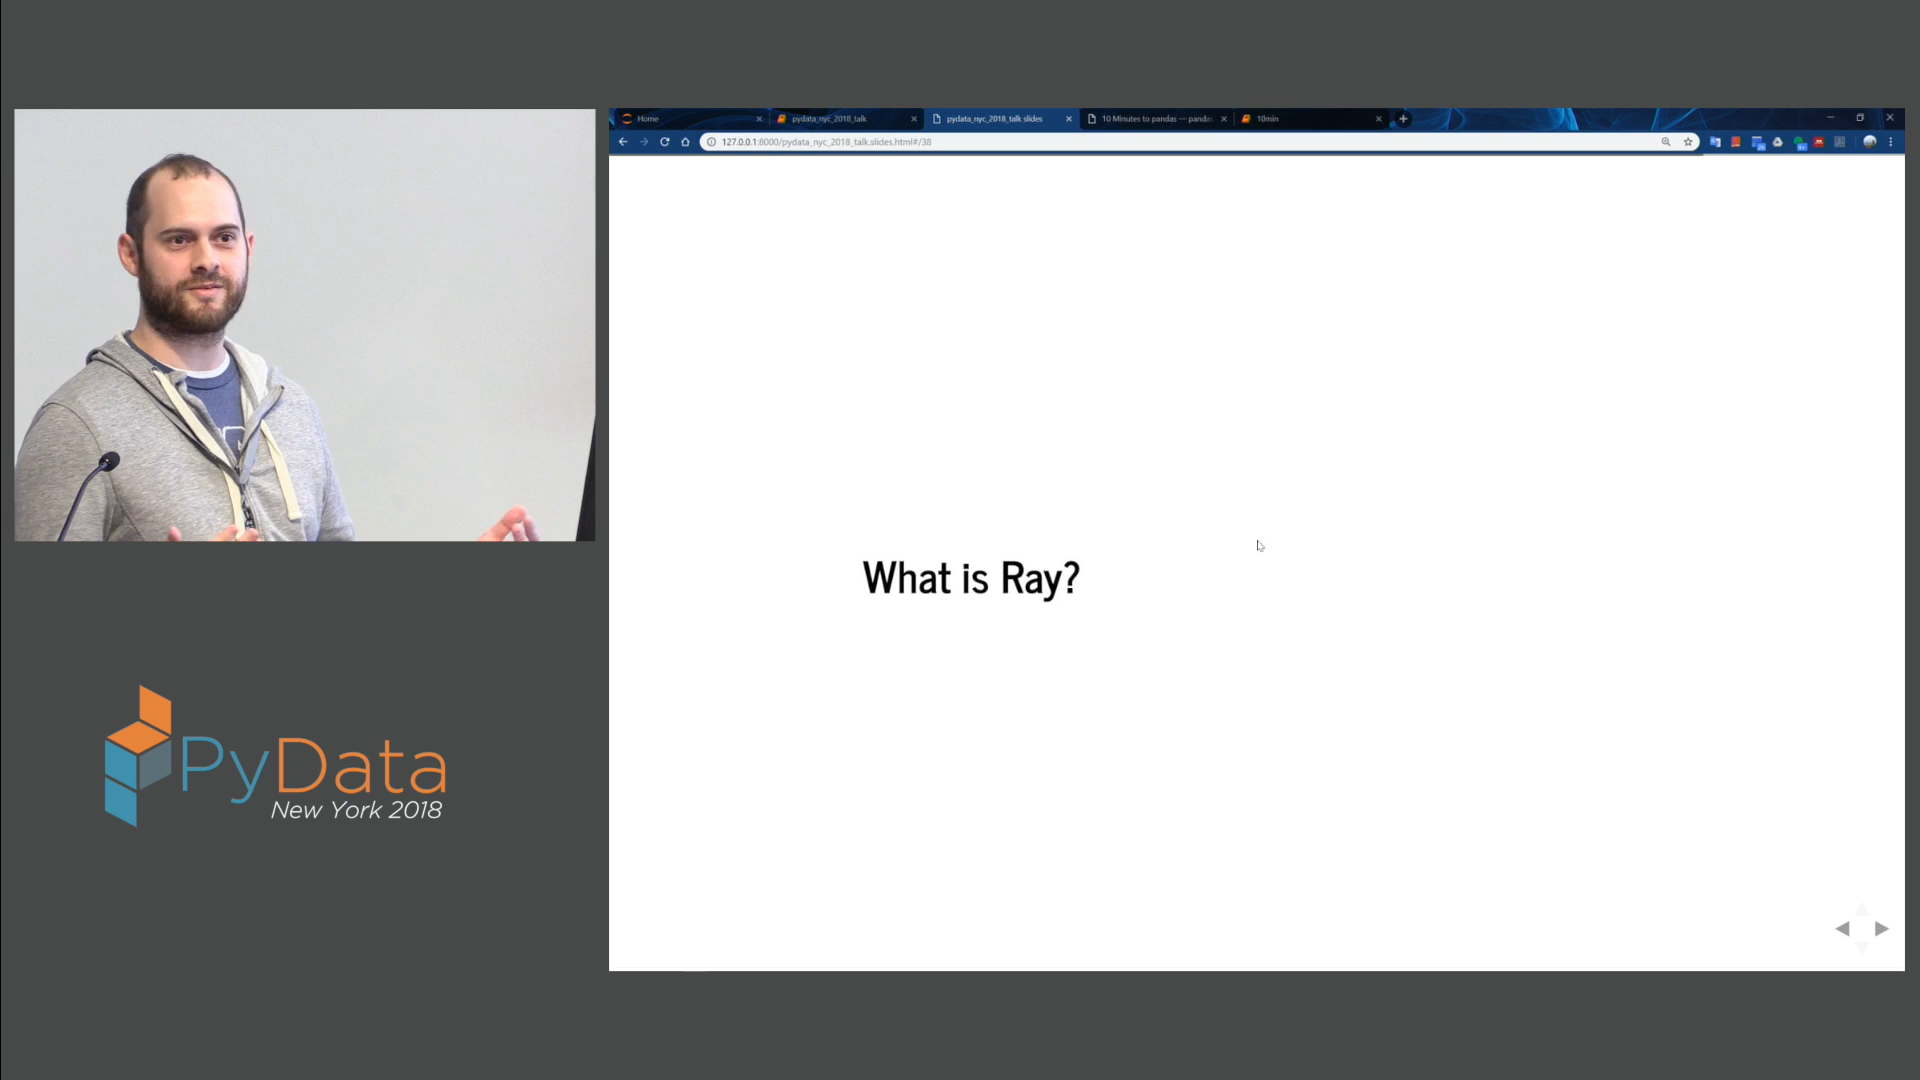 Home
pydata_nyc_2018_talk
pydata_nyc_2018_talk slides
10 Minutes to pandas — pandas
10min
127.0.0.1:8000/pydata_nyc_2018_talk.slides.html#/38
What is Ray?
PyData
New York 2018